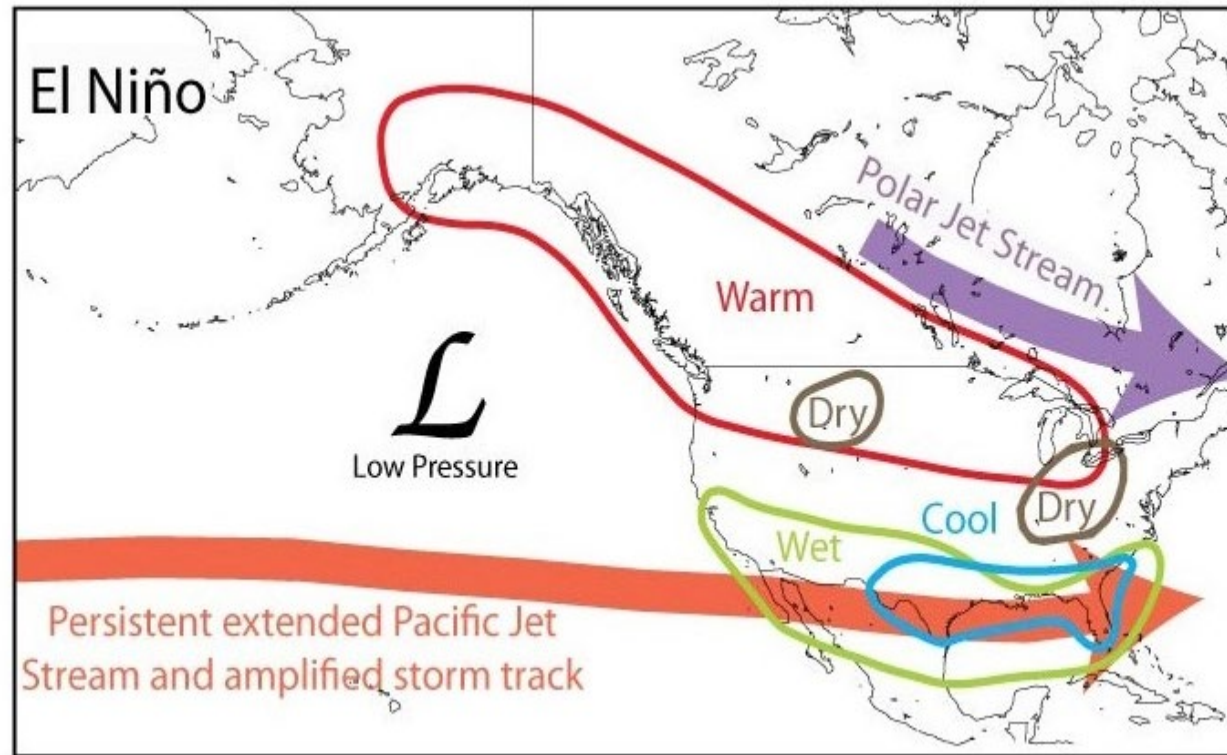 El Niño
Polar Jet Stream
Warm
Dry
L
Low Pressure
Dry
Cool
Wet
Persistent extended Pacific Jet
Stream and amplified storm track